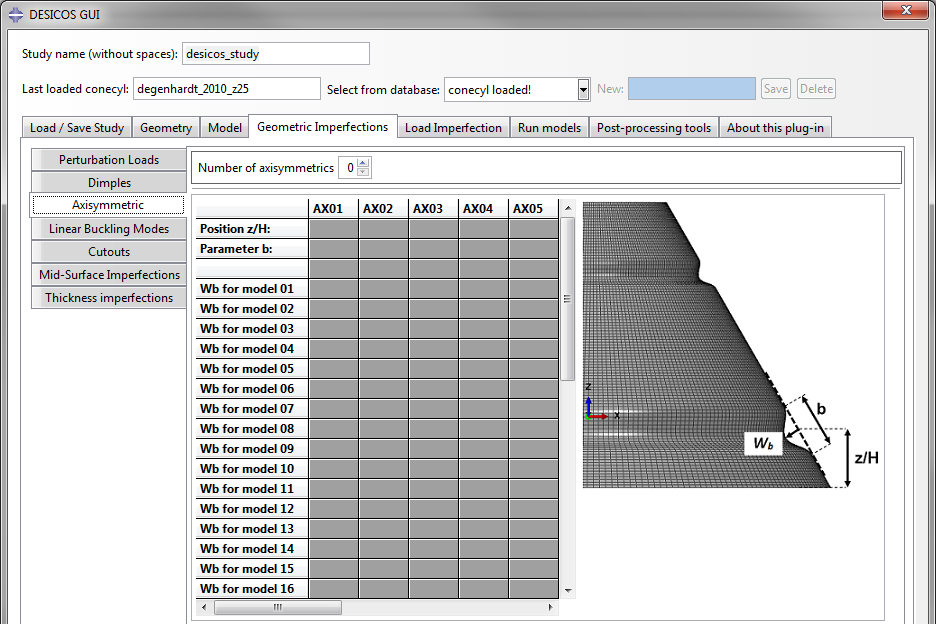 DESICOS GUI
Study name (without spaces): desicos_study
Last loaded conecyl: degenhardt_2010_z25 Select from database: conecyl loaded! New: Save Delete
Load / Save Study Geometry Model Geometric Imperfections Load Imperfection Run models Post-processing tools About this plug-in
Perturbation Loads
Dimples
Axisymmetric
Linear Buckling Modes
Cutouts
Mid-Surface Imperfections
Thickness imperfections
Number of axisymmetrics 0
AX01 AX02 AX03 AX04 AX05
Position z/H:
Parameter b:
Wb for model 01
Wb for model 02
Wb for model 03
Wb for model 04
Wb for model 05
Wb for model 06
Wb for model 07
Wb for model 08
Wb for model 09
Wb for model 10
Wb for model 11
Wb for model 12
Wb for model 13
Wb for model 14
Wb for model 15
Wb for model 16
z
x
b
Wb
z/H